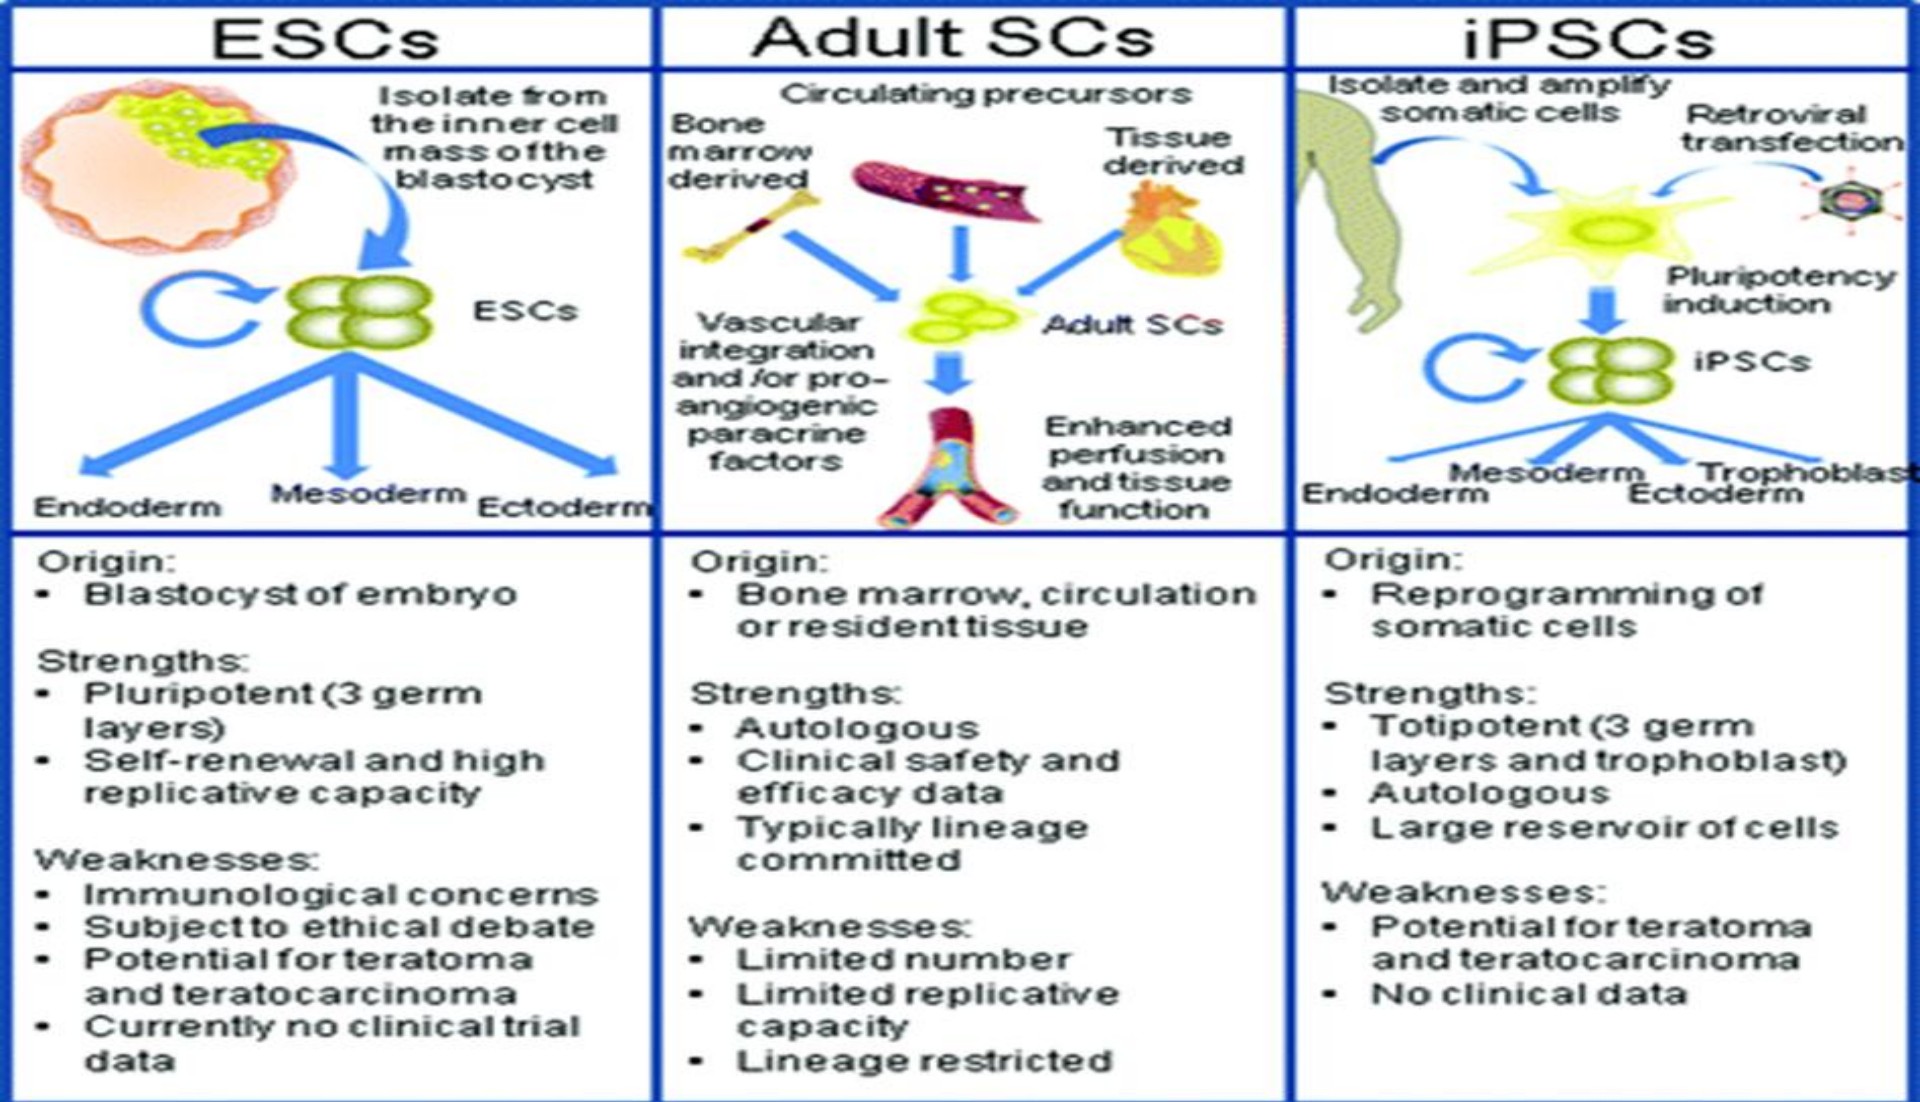 ESCs
Isolate from
the inner cell
mass of the
blastocyst
ESCs
Endoderm
Mesoderm
Ectoderm
Origin:
• Blastocyst of embryo
Strengths:
• Pluripotent (3 germ
layers)
• Self-renewal and high
replicative capacity
Weaknesses:
• Immunological concerns
• Subject to ethical debate
• Potential for teratoma
and teratocarcinoma
• Currently no clinical trial
data
Adult SCs
Circulating precursors
Bone
marrow
derived
Tissue
derived
Adult SCs
Vascular
integration
and /or pro-
angiogenic
paracrine
factors
Enhanced
perfusion
and tissue
function
Origin:
• Bone marrow, circulation
or resident tissue
Strengths:
• Autologous
• Clinical safety and
efficacy data
• Typically lineage
committed
Weaknesses:
• Limited number
• Limited replicative
capacity
• Lineage restricted
iPSCs
Isolate and amplify
somatic cells
Retroviral
transfection
Pluripotency
induction
iPSCs
Endoderm
Mesoderm
Ectoderm
Trophoblast
Origin:
• Reprogramming of
somatic cells
Strengths:
• Totipotent (3 germ
layers and trophoblast)
• Autologous
• Large reservoir of cells
Weaknesses:
• Potential for teratoma
and teratocarcinoma
• No clinical data